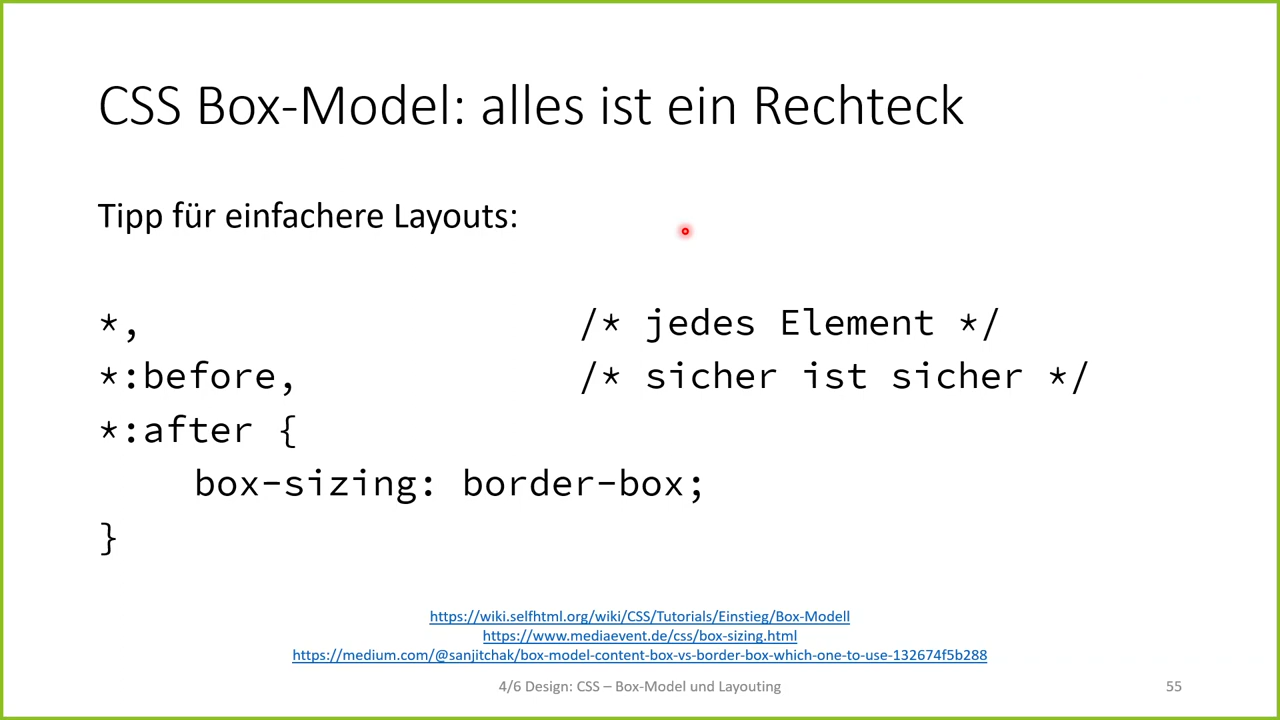 CSS Box-Model: alles ist ein Rechteck
Tipp für einfachere Layouts:
*, /* jedes Element */
*:before, /* sicher ist sicher */
*:after {
box-sizing: border-box;
}
https://wiki.selfhtml.org/wiki/CSS/Tutorials/Einstieg/Box-Modell
https://www.mediaevent.de/css/box-sizing.html
https://medium.com/@sanjitchak/box-model-content-box-vs-border-box-which-one-to-use-132674f5b288
4/6 Design: CSS – Box-Model und Layouting 55